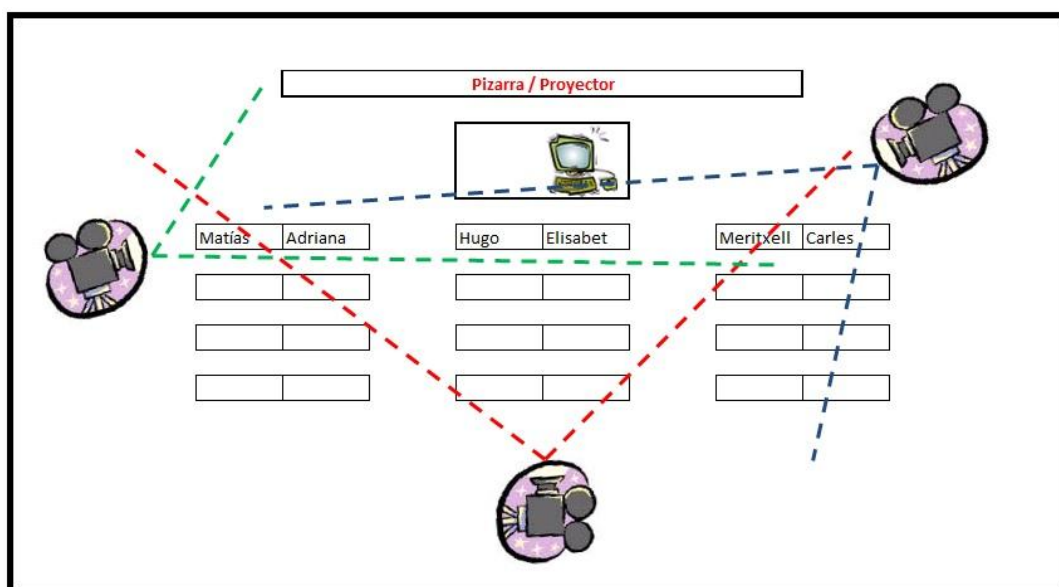 Pizarra / Proyector
Matías Adriana Hugo Elisabet Meritxell Carles